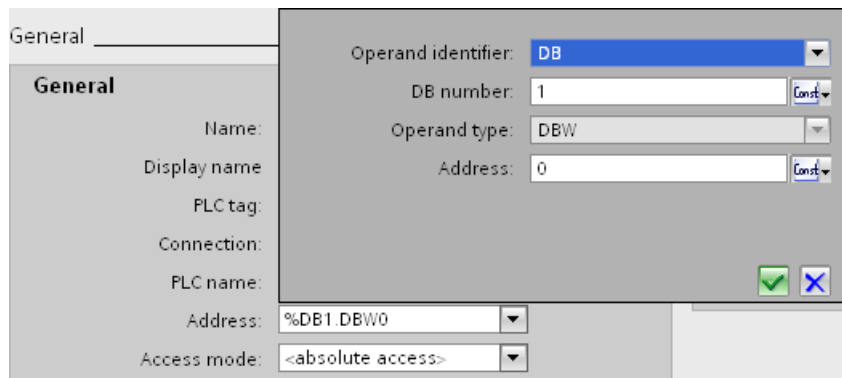 General
General
Name:
Display name
PLC tag:
Connection:
PLC name:
Address: %DB1.DBW0
Access mode: <absolute access>
Operand identifier: DB
DB number: 1 Const
Operand type: DBW
Address: 0 Const